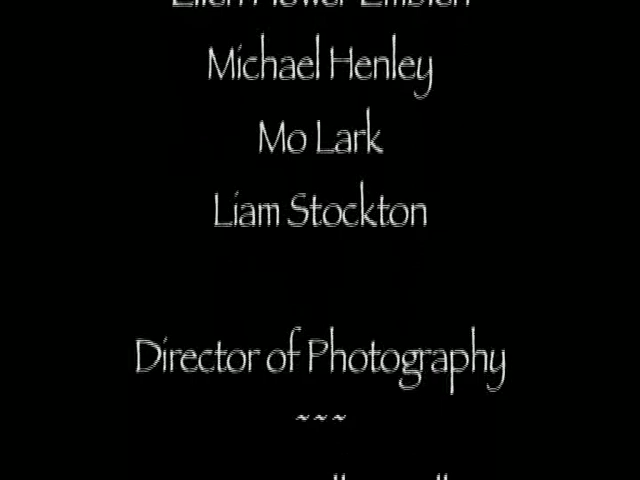 Michael Henley
Mo Lark
Liam Stockton
Director of Photography
~~~